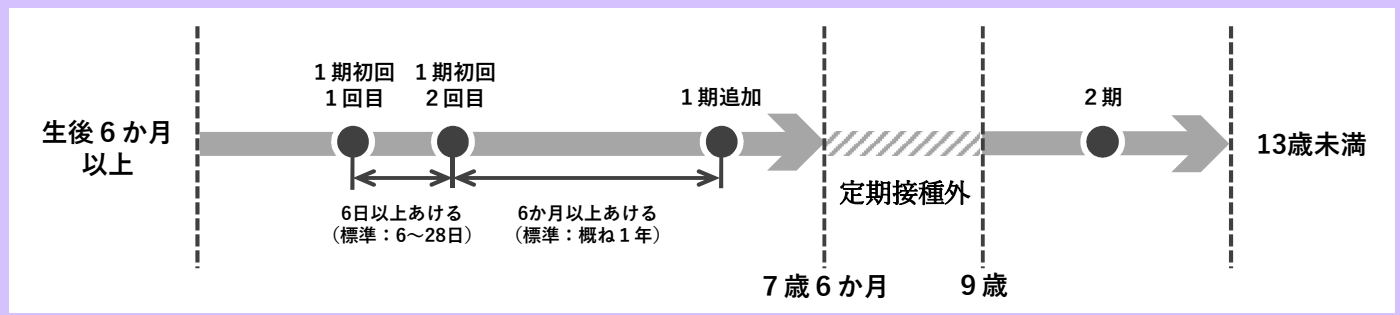 生後６か月
以上
１期初回
１回目
１期初回
２回目
１期追加
２期
13歳未満
6日以上あける
（標準：6～28日）
6か月以上あける
（標準：概ね１年）
定期接種外
７歳６か月
９歳